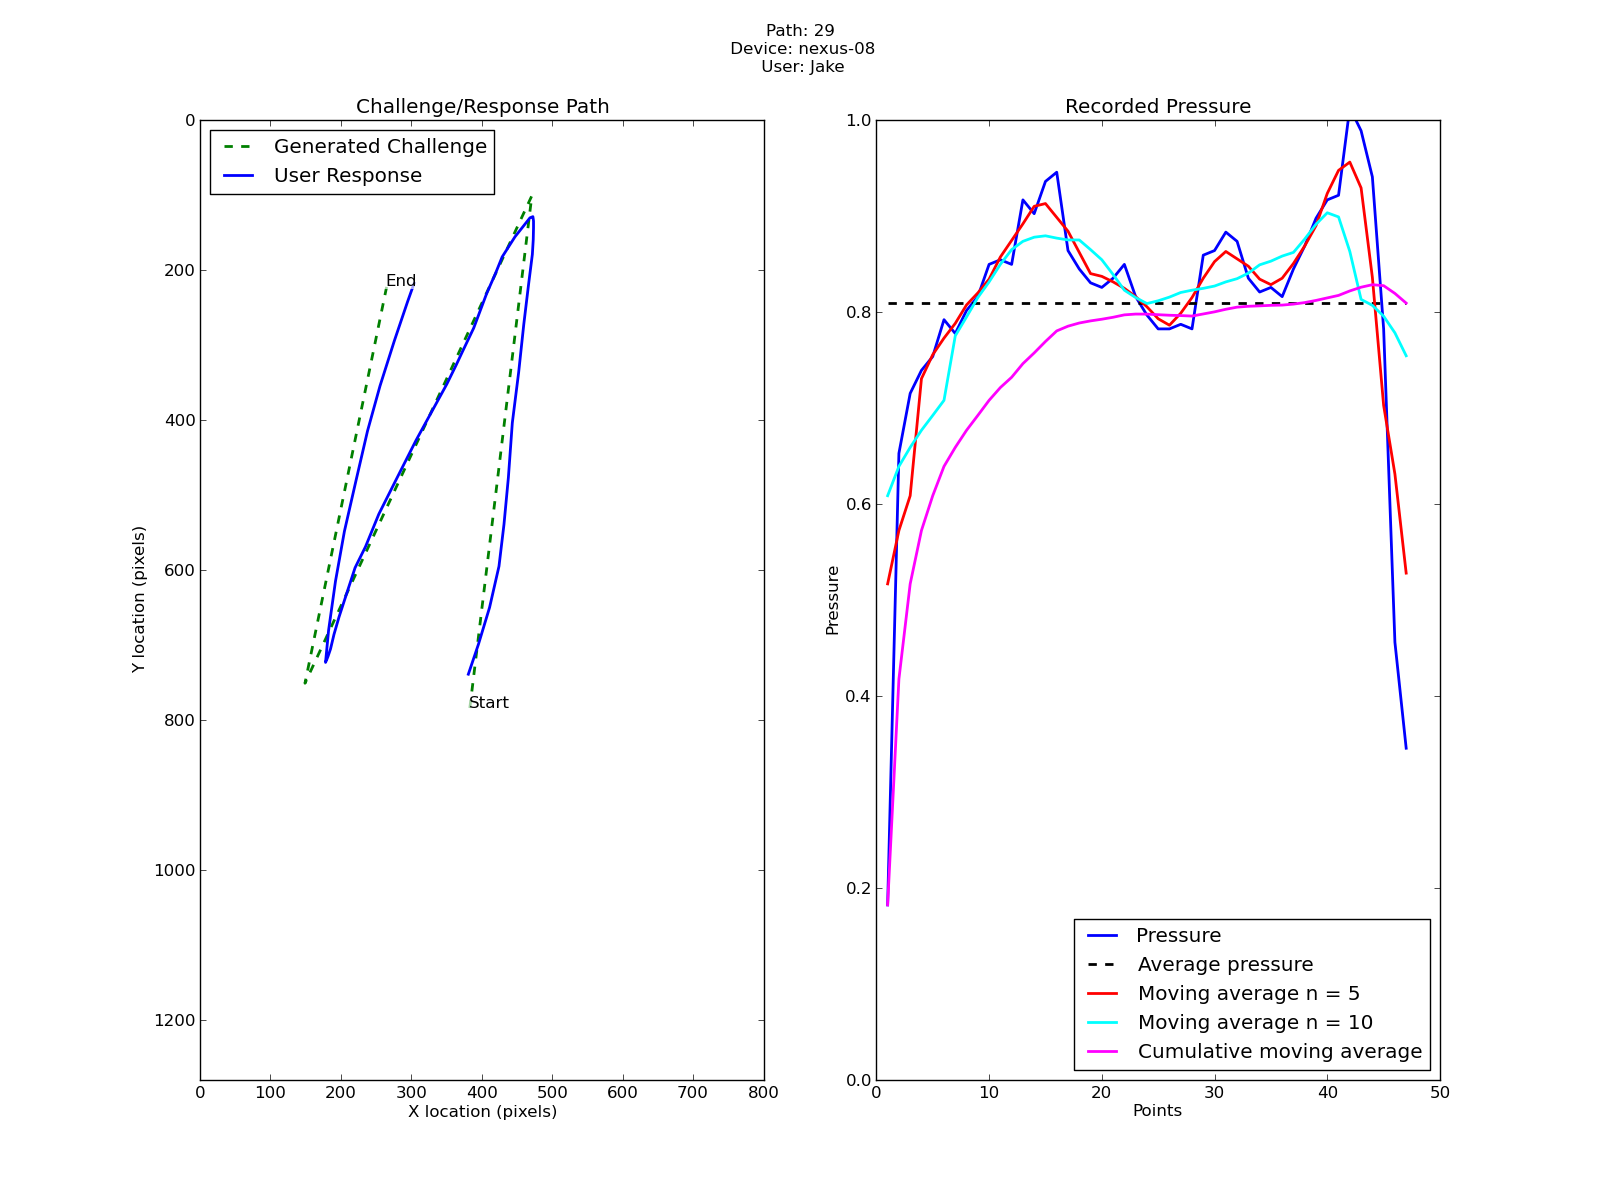 Path: 29
Device: nexus-08
User: Jake
Challenge/Response Path
Generated Challenge
User Response
End
Start
0
200
400
600
800
1000
1200
Y location (pixels)
0 100 200 300 400 500 600 700 800
X location (pixels)
Recorded Pressure
1.0
0.8
0.6
0.4
0.2
0.0
Pressure
Pressure
Average pressure
Moving average n = 5
Moving average n = 10
Cumulative moving average
0 10 20 30 40 50
Points